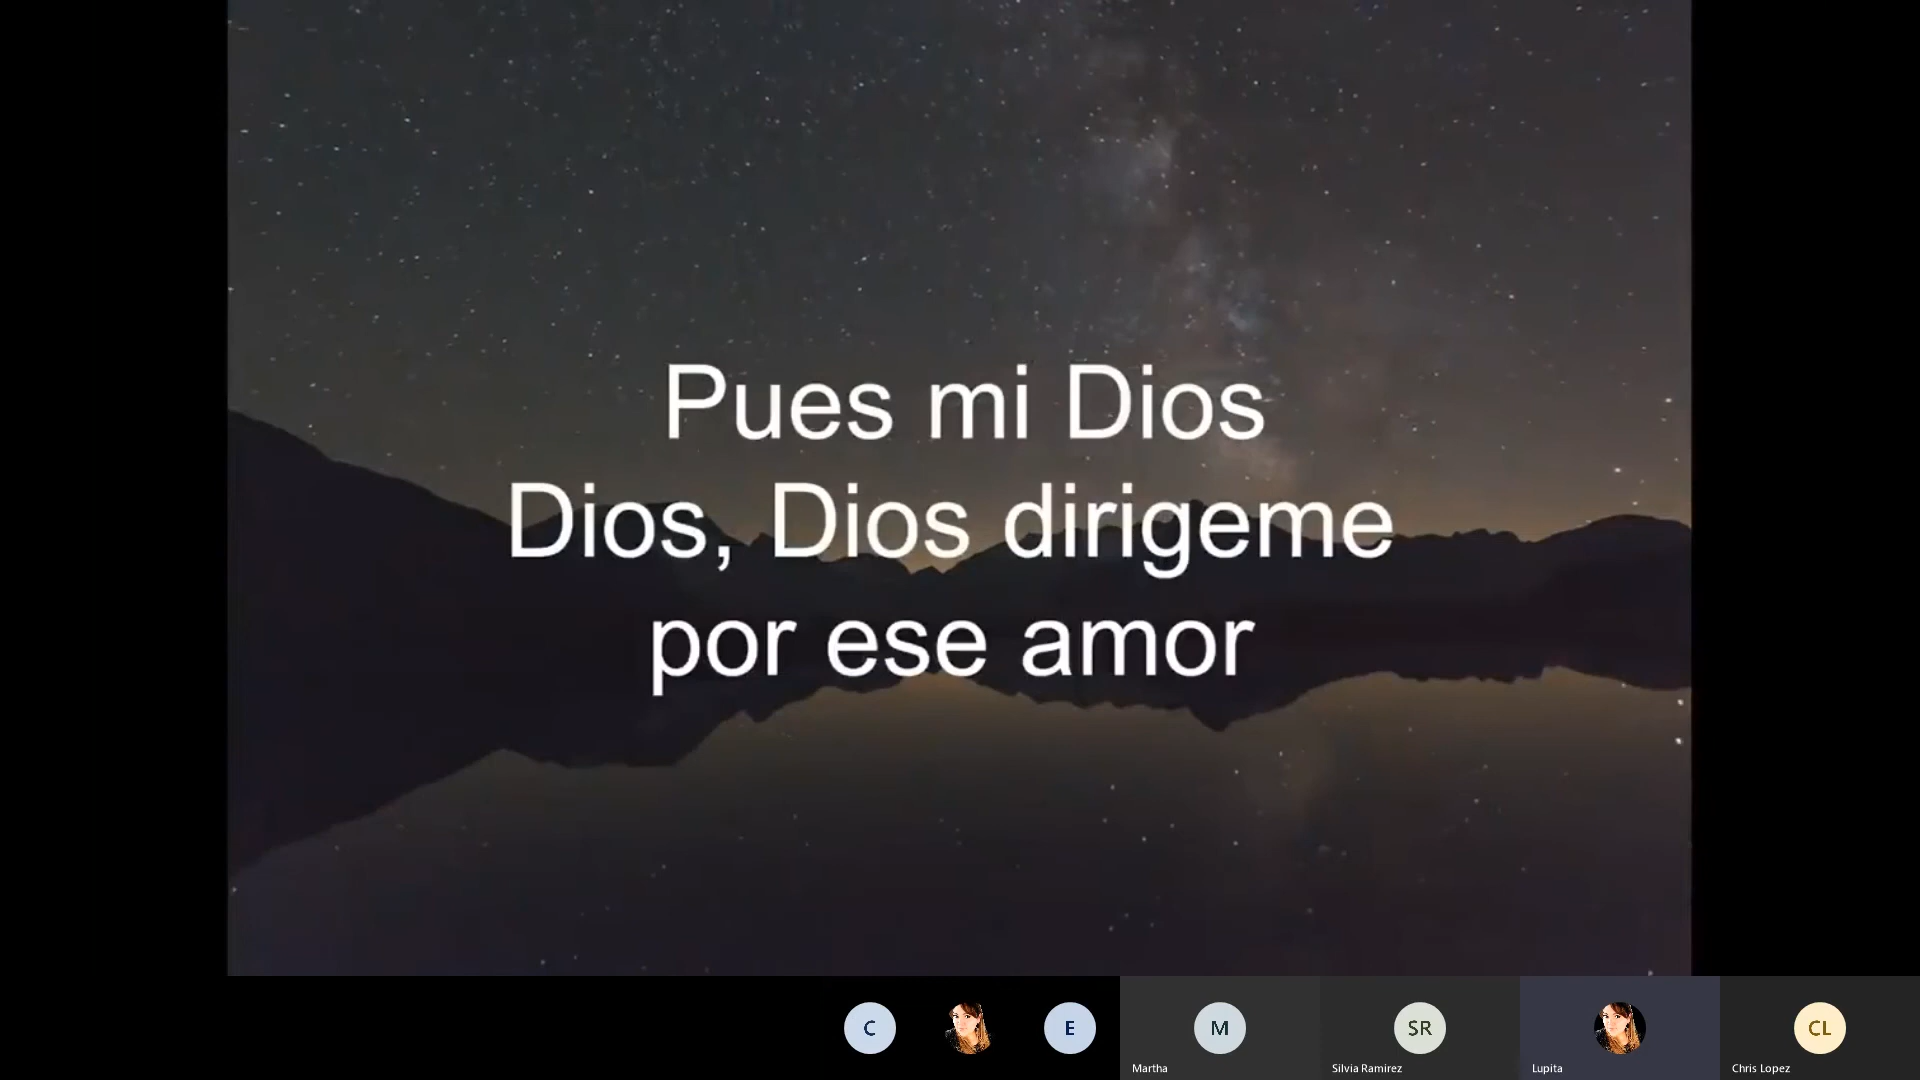 Pues mi Dios
Dios, Dios dirigeme
por ese amor
C
E
M
SR
CL
Martha
Silvia Ramirez
Lupita
Chris Lopez